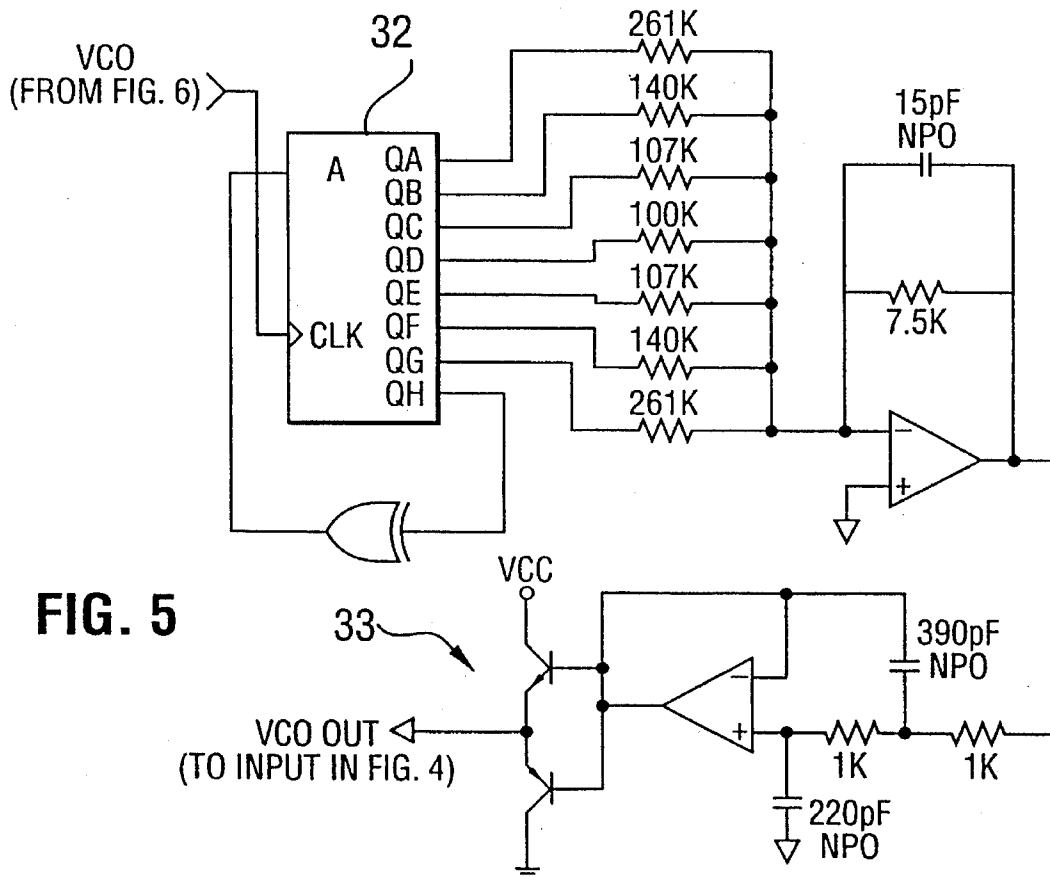 VCO
(FROM FIG. 6)
32
A
QA
QB
QC
QD
QE
QF
QG
QH
CLK
261K
140K
107K
100K
107K
140K
261K
15pF
NPO
7.5K
−
+
FIG. 5
VCC
33
VCO OUT
(TO INPUT IN FIG. 4)
−
+
390pF
NPO
1K
1K
220pF
NPO